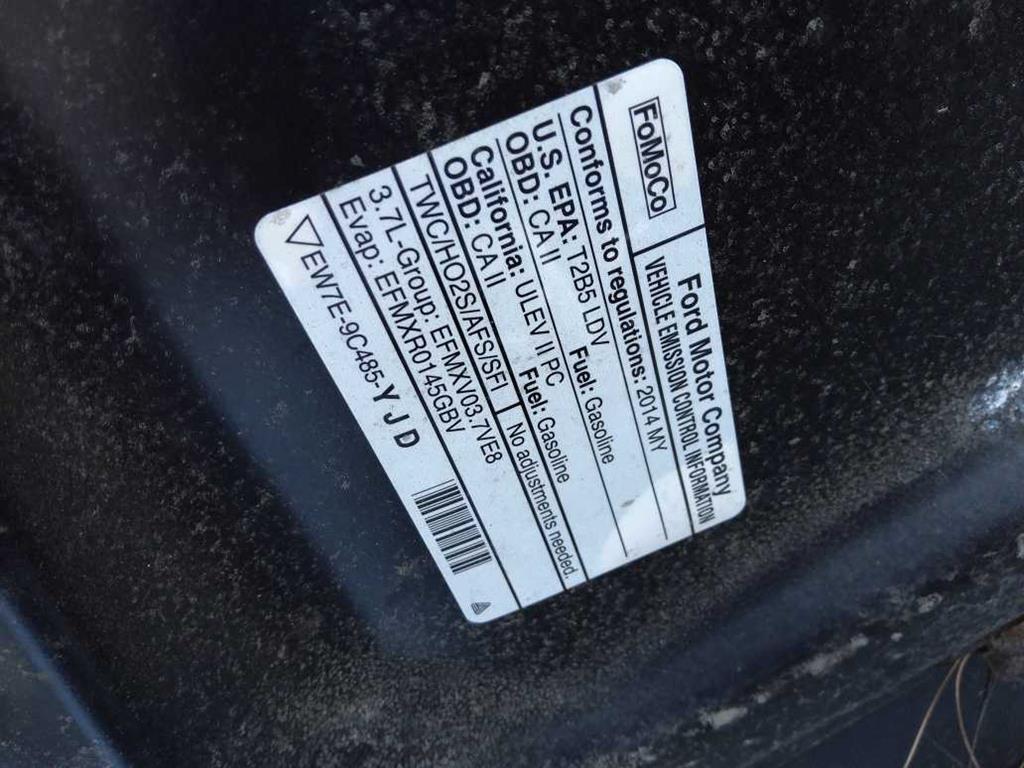 FoMoCo
Ford Motor Company
VEHICLE EMISSION CONTROL INFORMATION
Conforms to regulations: 2014 MY
U.S. EPA: T2B5 LDV Fuel: Gasoline
OBD: CA II
California: ULEV II PC Fuel: Gasoline
OBD: CA II
TWC/HO2S/AFS/SFI No adjustments needed.
3.7L-Group: EFMXV03.7VE8
Evap: EFMXR0145GBV
EW7E-9C485-YJD